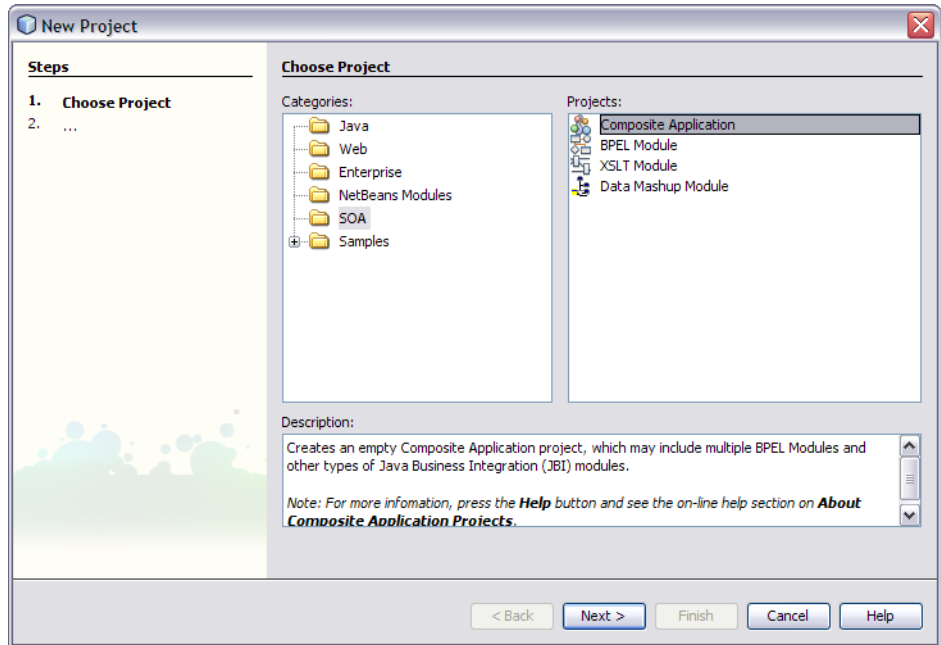 New Project
Steps
1. Choose Project
2. ...
Choose Project
Categories:
Java
Web
Enterprise
NetBeans Modules
SOA
Samples
Projects:
Composite Application
BPEL Module
XSLT Module
Data Mashup Module
Description:
Creates an empty Composite Application project, which may include multiple BPEL Modules and
other types of Java Business Integration (JBI) modules.
Note: For more infomation, press the Help button and see the on-line help section on About
Composite Application Projects.
< Back
Next >
Finish
Cancel
Help